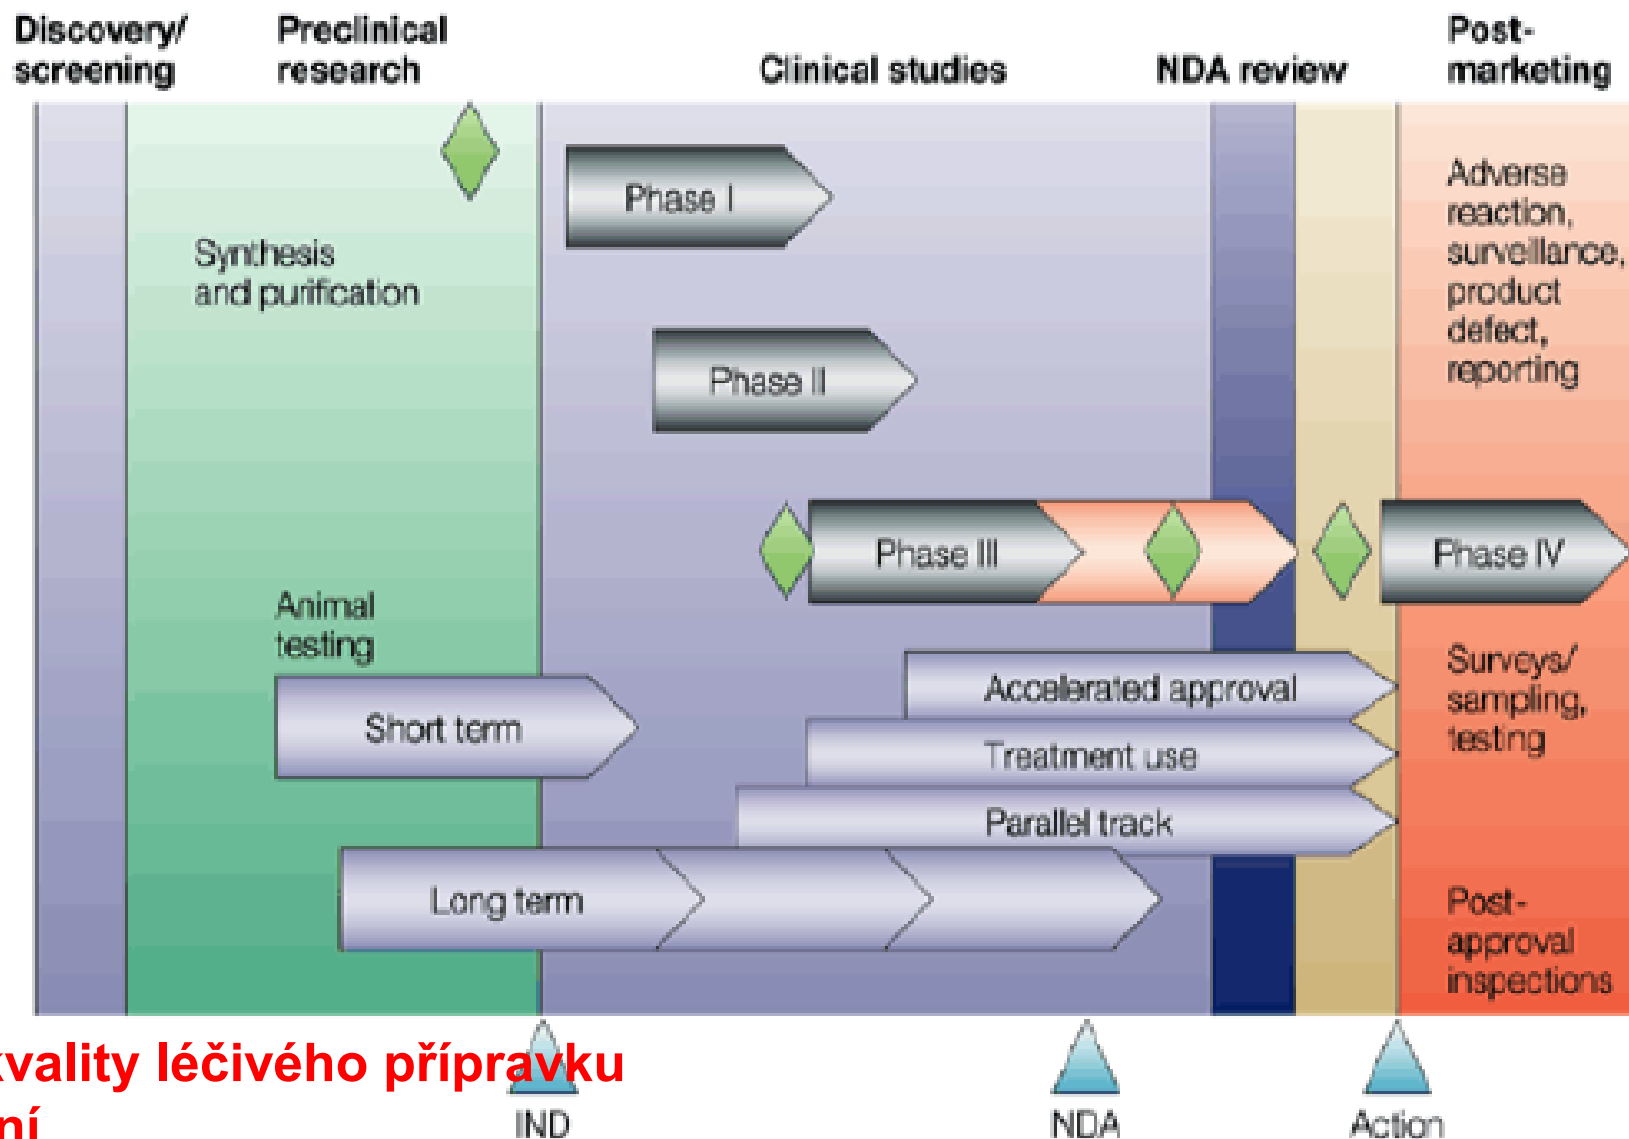 Discovery/
screening
Preclinical
research
Clinical studies
NDA review
Post-
marketing
Phase I
Adverse
reaction,
surveillance,
product
defect,
reporting
Synthesis
and purification
Phase II
Phase III
Phase IV
Animal
testing
Short term
Accelerated approval
Treatment use
Parallel track
Surveys/
sampling,
testing
Long term
Post-
approval
inspections
kvality léčivého přípravku
ní
IND
NDA
Action